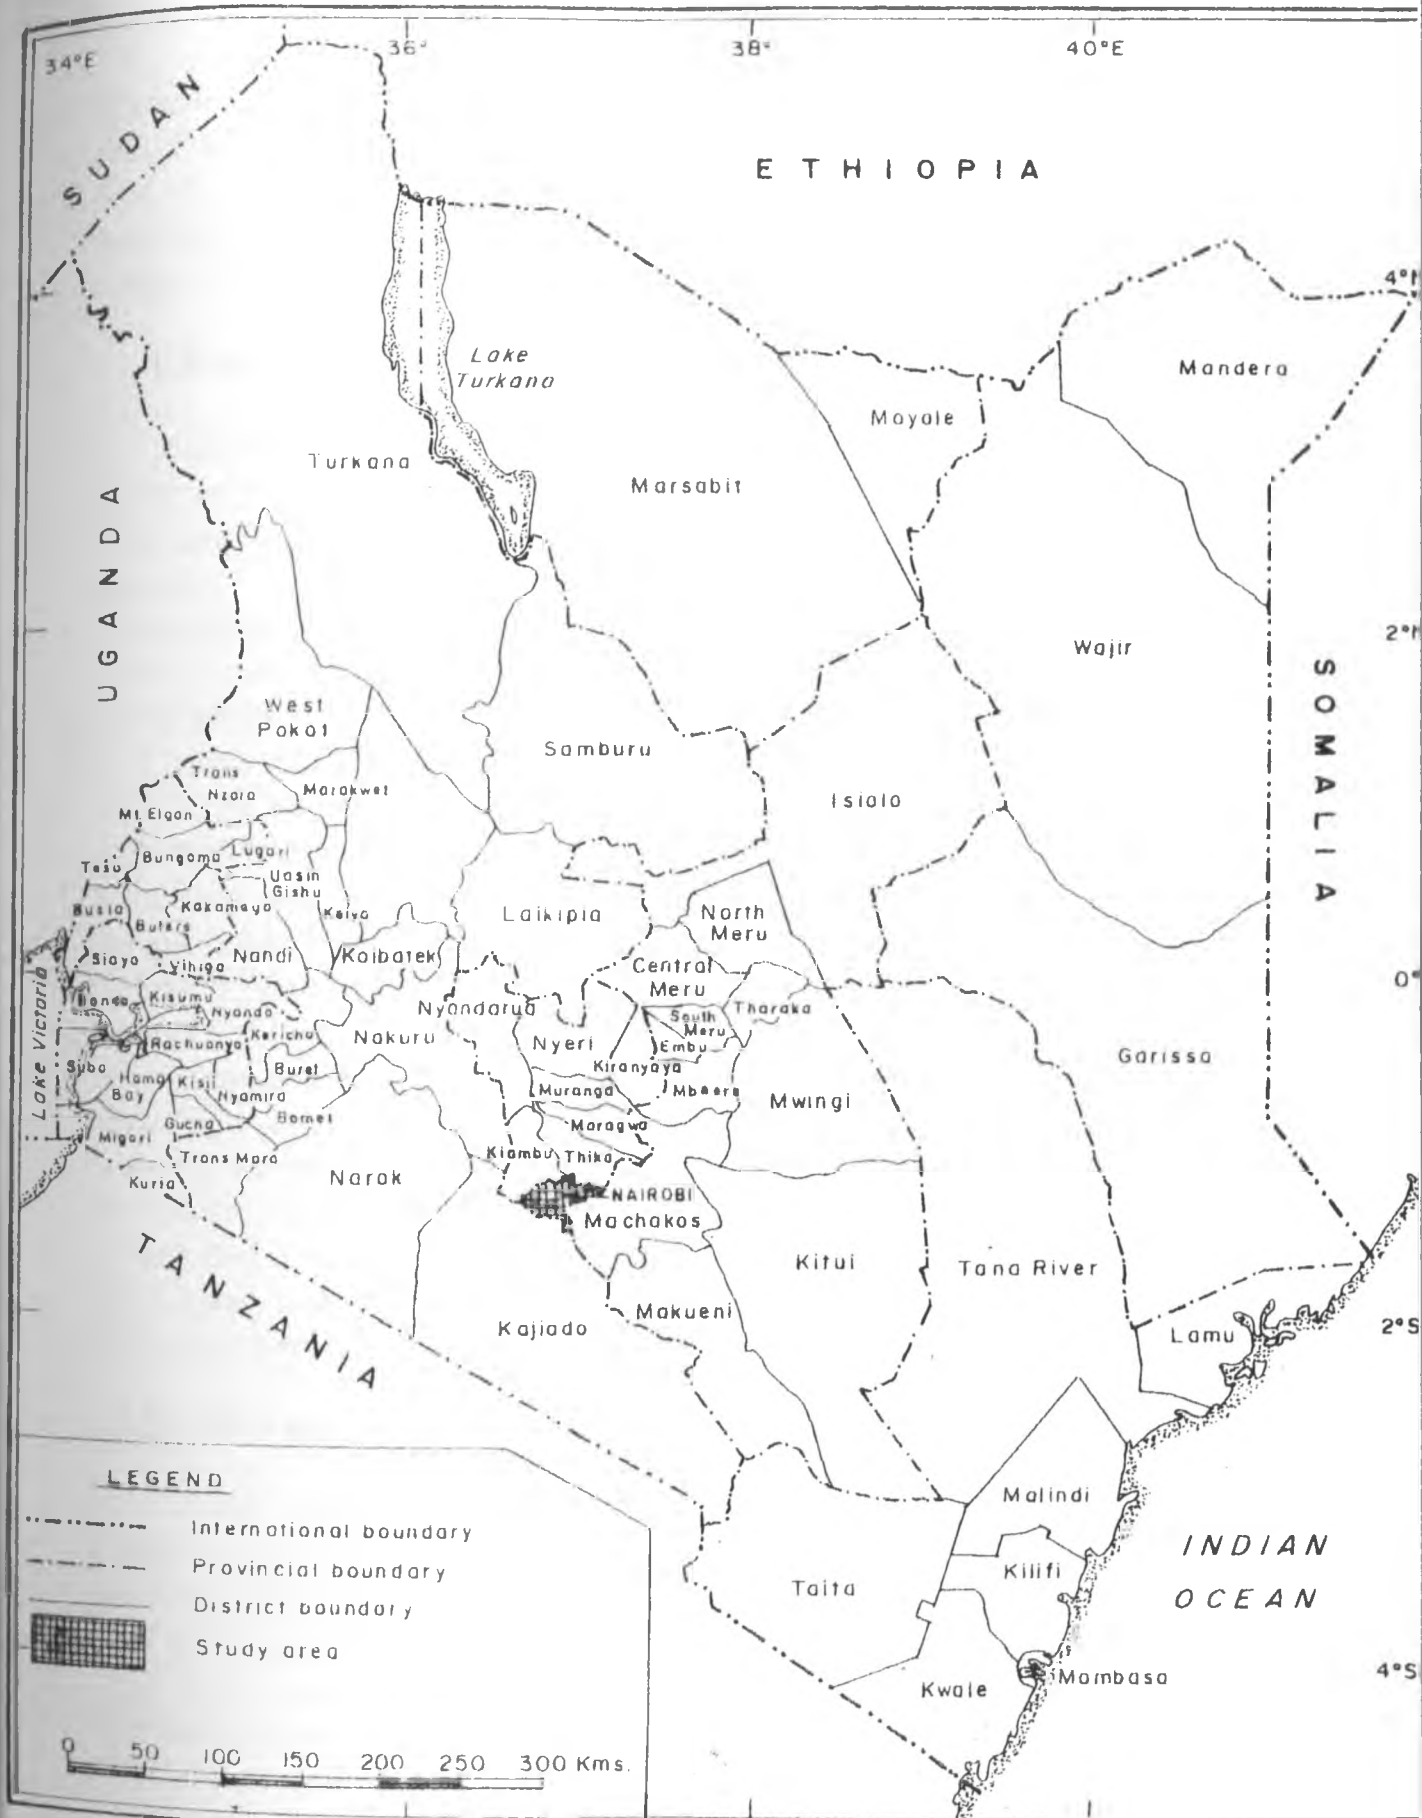 34°E
36°
38°
40°E
SUDAN
ETHIOPIA
4°N
Lake
Turkana
Mandera
Moyale
Turkana
Marsabit
UGANDA
2°N
Wajir
SOMALIA
West
Pokot
Samburu
Trans
Nzoia
Marakwet
Isiolo
Mt. Elgon
Bungoma
Lugari
Teso
Uasin
Gishu
Busia
Kakamega
Keiyo
Laikipia
North
Meru
Butere
Siaya
Vihiga
Nandi
Koibatek
Central
Meru
0°
Lake Victoria
Bondo
Kisumu
Nyando
Nyandarua
South
Meru
Tharaka
Rachuonyo
Kericho
Nakuru
Nyeri
Embu
Garissa
Suba
Homa
Bay
Kisii
Buret
Kiranyaya
Nyamira
Muranga
Mbeere
Mwingi
Gucha
Bomet
Maragwa
Migori
Trans Mara
Kiambu
Thika
Kuria
Narok
NAIROBI
Machakos
TANZANIA
Kitui
Tana River
Kajiado
Makueni
Lamu
2°S
LEGEND
International boundary
Provincial boundary
District boundary
Study area
Malindi
INDIAN
OCEAN
Taita
Kilifi
Kwale
Mombasa
4°S
0 50 100 150 200 250 300 Kms.